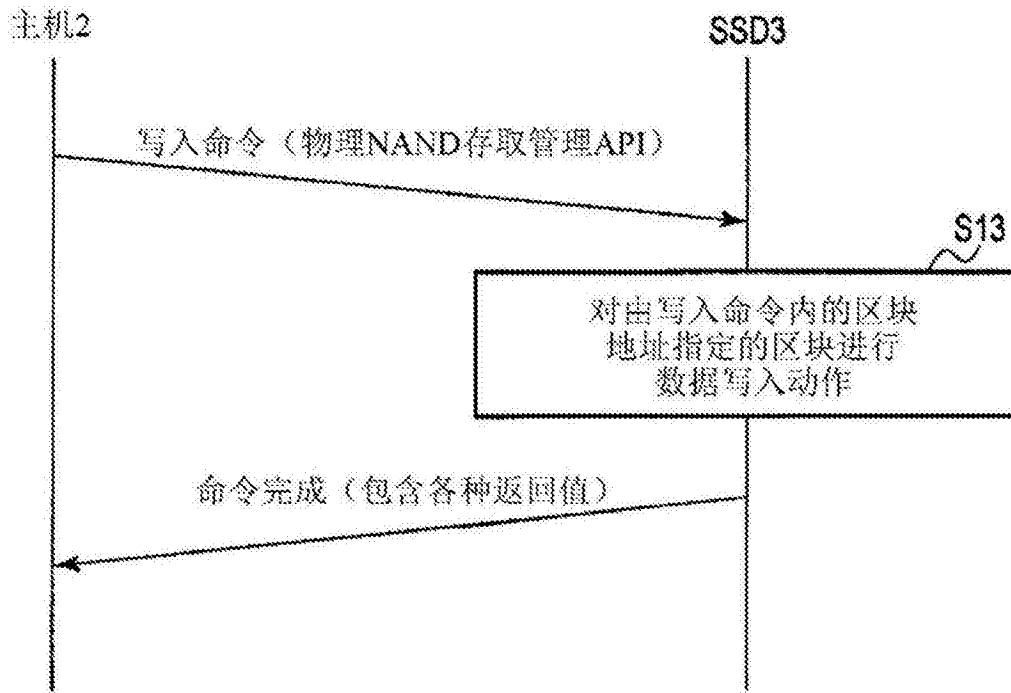 主机2
SSD3
写入命令（物理NAND存取管理API）
S13
对由写入命令内的区块
地址指定的区块进行
数据写入动作
命令完成（包含各种返回值）